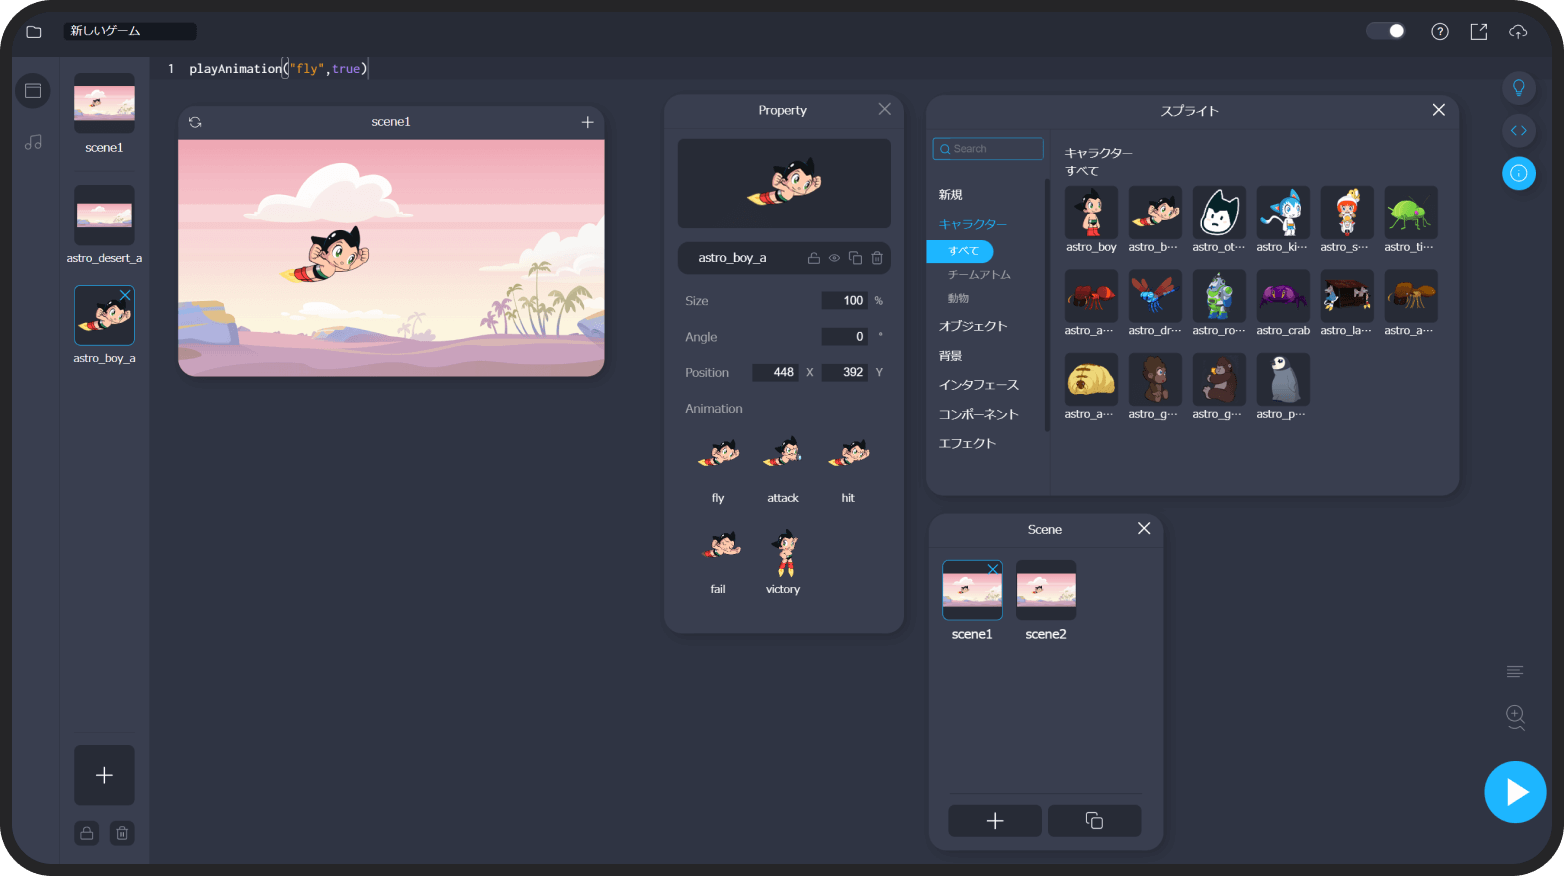 新しいゲーム
1 playAnimation("fly",true)
scene1
astro_desert_a
astro_boy_a
scene1
Property
astro_boy_a
Size 100 %
Angle 0 °
Position 448 X 392 Y
Animation
fly attack hit
fail victory
スプライト
Search
新規
キャラクター
すべて
チームアトム
動物
オブジェクト
背景
インタフェース
コンポーネント
エフェクト
キャラクター
すべて
astro_boy astro_b··· astro_ot··· astro_ki··· astro_s··· astro_ti···
astro_a··· astro_dr··· astro_ro··· astro_crab astro_la··· astro_a···
astro_a··· astro_g··· astro_g··· astro_p···
Scene
scene1 scene2